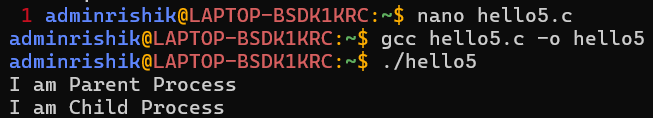 1 adminrishik@LAPTOP-BSDK1KRC:~$ nano hello5.c
adminrishik@LAPTOP-BSDK1KRC:~$ gcc hello5.c -o hello5
adminrishik@LAPTOP-BSDK1KRC:~$ ./hello5
I am Parent Process
I am Child Process